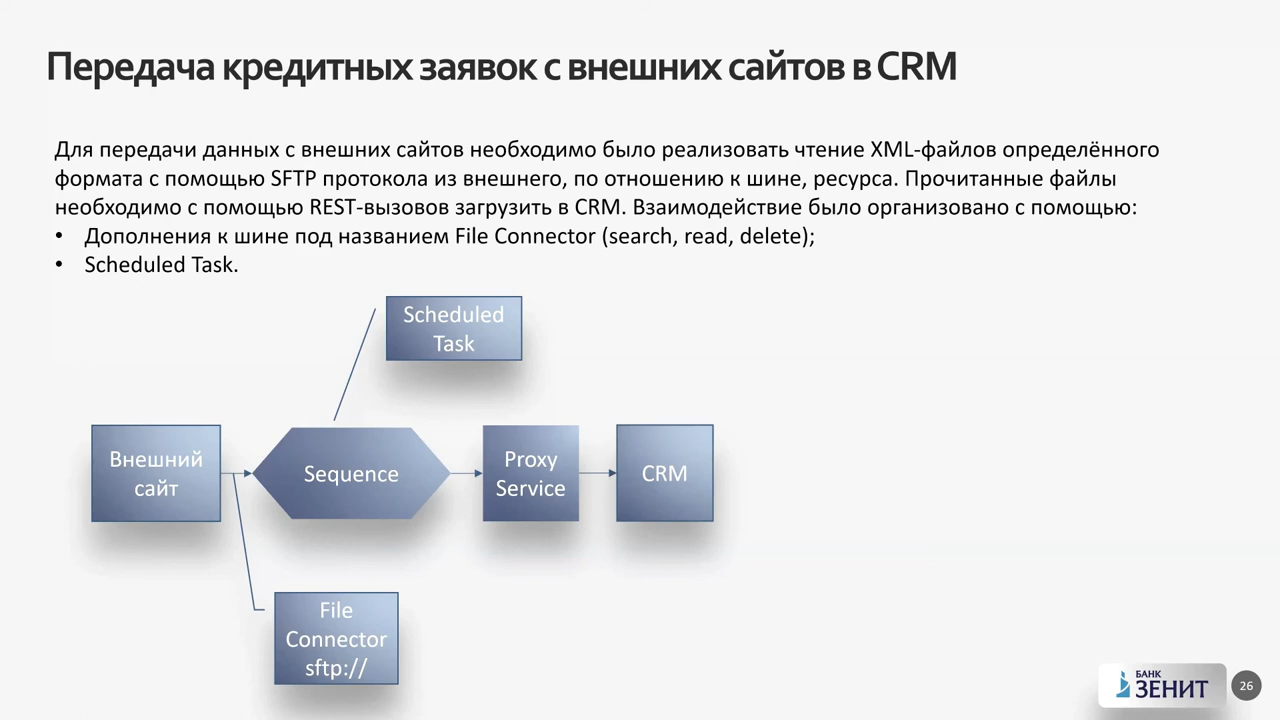 Передача кредитных заявок с внешних сайтов в CRM
Для передачи данных с внешних сайтов необходимо было реализовать чтение XML-файлов определённого
формата с помощью SFTP протокола из внешнего, по отношению к шине, ресурса. Прочитанные файлы
необходимо с помощью REST-вызовов загрузить в CRM. Взаимодействие было организовано с помощью:
• Дополнения к шине под названием File Connector (search, read, delete);
• Scheduled Task.
Scheduled
Task
Внешний
сайт
Sequence
Proxy
Service
CRM
File
Connector
sftp://
БАНК
ЗЕНИТ
26